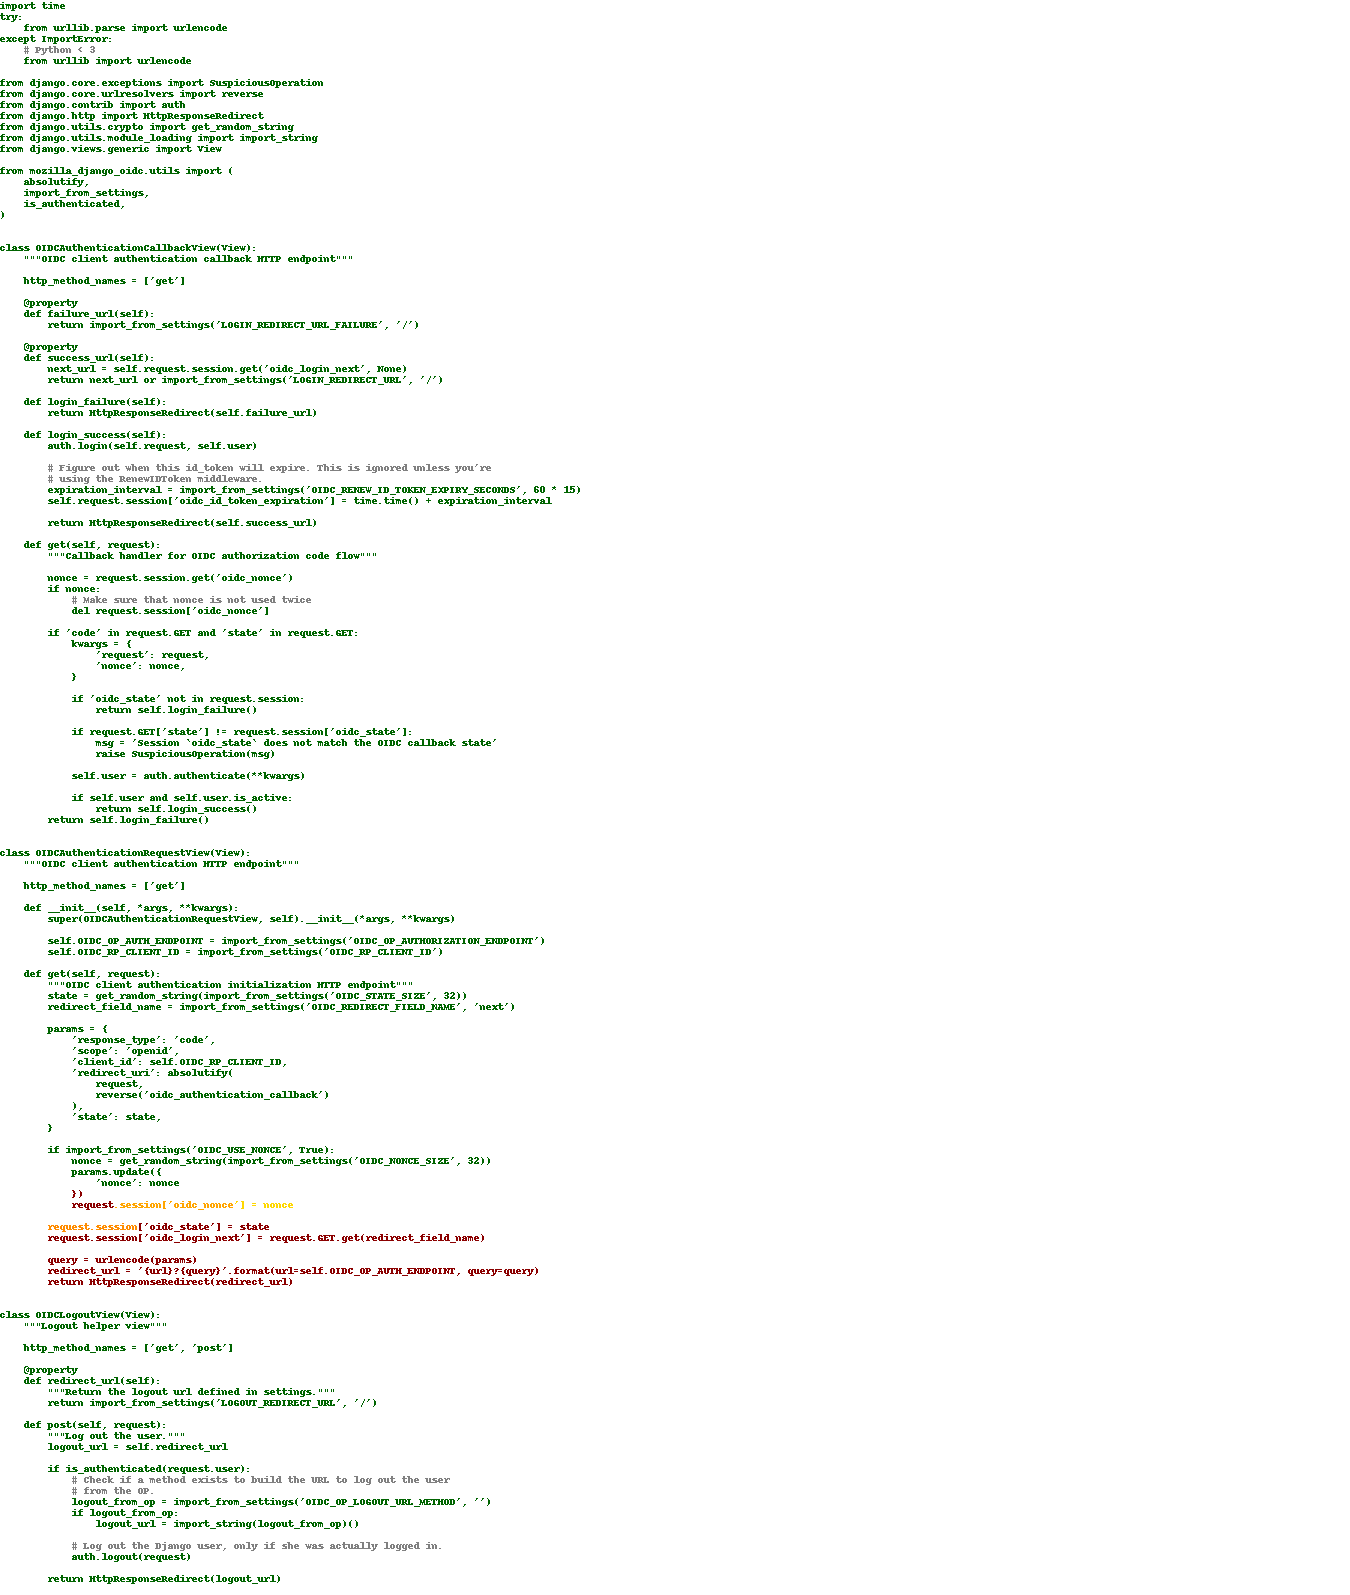 import time
try:
    from urllib.parse import urlencode
except ImportError:
    # Python < 3
    from urllib import urlencode

from django.core.exceptions import SuspiciousOperation
from django.core.urlresolvers import reverse
from django.contrib import auth
from django.http import HttpResponseRedirect
from django.utils.crypto import get_random_string
from django.utils.module_loading import import_string
from django.views.generic import View

from mozilla_django_oidc.utils import (
    absolutify,
    import_from_settings,
    is_authenticated,
)


class OIDCAuthenticationCallbackView(View):
    """OIDC client authentication callback HTTP endpoint"""

    http_method_names = ['get']

    @property
    def failure_url(self):
        return import_from_settings('LOGIN_REDIRECT_URL_FAILURE', '/')

    @property
    def success_url(self):
        next_url = self.request.session.get('oidc_login_next', None)
        return next_url or import_from_settings('LOGIN_REDIRECT_URL', '/')

    def login_failure(self):
        return HttpResponseRedirect(self.failure_url)

    def login_success(self):
        auth.login(self.request, self.user)

        # Figure out when this id_token will expire. This is ignored unless you're
        # using the RenewIDToken middleware.
        expiration_interval = import_from_settings('OIDC_RENEW_ID_TOKEN_EXPIRY_SECONDS', 60 * 15)
        self.request.session['oidc_id_token_expiration'] = time.time() + expiration_interval

        return HttpResponseRedirect(self.success_url)

    def get(self, request):
        """Callback handler for OIDC authorization code flow"""

        nonce = request.session.get('oidc_nonce')
        if nonce:
            # Make sure that nonce is not used twice
            del request.session['oidc_nonce']

        if 'code' in request.GET and 'state' in request.GET:
            kwargs = {
                'request': request,
                'nonce': nonce,
            }

            if 'oidc_state' not in request.session:
                return self.login_failure()

            if request.GET['state'] != request.session['oidc_state']:
                msg = 'Session `oidc_state` does not match the OIDC callback state'
                raise SuspiciousOperation(msg)

            self.user = auth.authenticate(**kwargs)

            if self.user and self.user.is_active:
                return self.login_success()
        return self.login_failure()


class OIDCAuthenticationRequestView(View):
    """OIDC client authentication HTTP endpoint"""

    http_method_names = ['get']

    def __init__(self, *args, **kwargs):
        super(OIDCAuthenticationRequestView, self).__init__(*args, **kwargs)

        self.OIDC_OP_AUTH_ENDPOINT = import_from_settings('OIDC_OP_AUTHORIZATION_ENDPOINT')
        self.OIDC_RP_CLIENT_ID = import_from_settings('OIDC_RP_CLIENT_ID')

    def get(self, request):
        """OIDC client authentication initialization HTTP endpoint"""
        state = get_random_string(import_from_settings('OIDC_STATE_SIZE', 32))
        redirect_field_name = import_from_settings('OIDC_REDIRECT_FIELD_NAME', 'next')

        params = {
            'response_type': 'code',
            'scope': 'openid',
            'client_id': self.OIDC_RP_CLIENT_ID,
            'redirect_uri': absolutify(
                request,
                reverse('oidc_authentication_callback')
            ),
            'state': state,
        }

        if import_from_settings('OIDC_USE_NONCE', True):
            nonce = get_random_string(import_from_settings('OIDC_NONCE_SIZE', 32))
            params.update({
                'nonce': nonce
            })
            request.session['oidc_nonce'] = nonce

        request.session['oidc_state'] = state
        request.session['oidc_login_next'] = request.GET.get(redirect_field_name)

        query = urlencode(params)
        redirect_url = '{url}?{query}'.format(url=self.OIDC_OP_AUTH_ENDPOINT, query=query)
        return HttpResponseRedirect(redirect_url)


class OIDCLogoutView(View):
    """Logout helper view"""

    http_method_names = ['get', 'post']

    @property
    def redirect_url(self):
        """Return the logout url defined in settings."""
        return import_from_settings('LOGOUT_REDIRECT_URL', '/')

    def post(self, request):
        """Log out the user."""
        logout_url = self.redirect_url

        if is_authenticated(request.user):
            # Check if a method exists to build the URL to log out the user
            # from the OP.
            logout_from_op = import_from_settings('OIDC_OP_LOGOUT_URL_METHOD', '')
            if logout_from_op:
                logout_url = import_string(logout_from_op)()

            # Log out the Django user, only if she was actually logged in.
            auth.logout(request)

        return HttpResponseRedirect(logout_url)